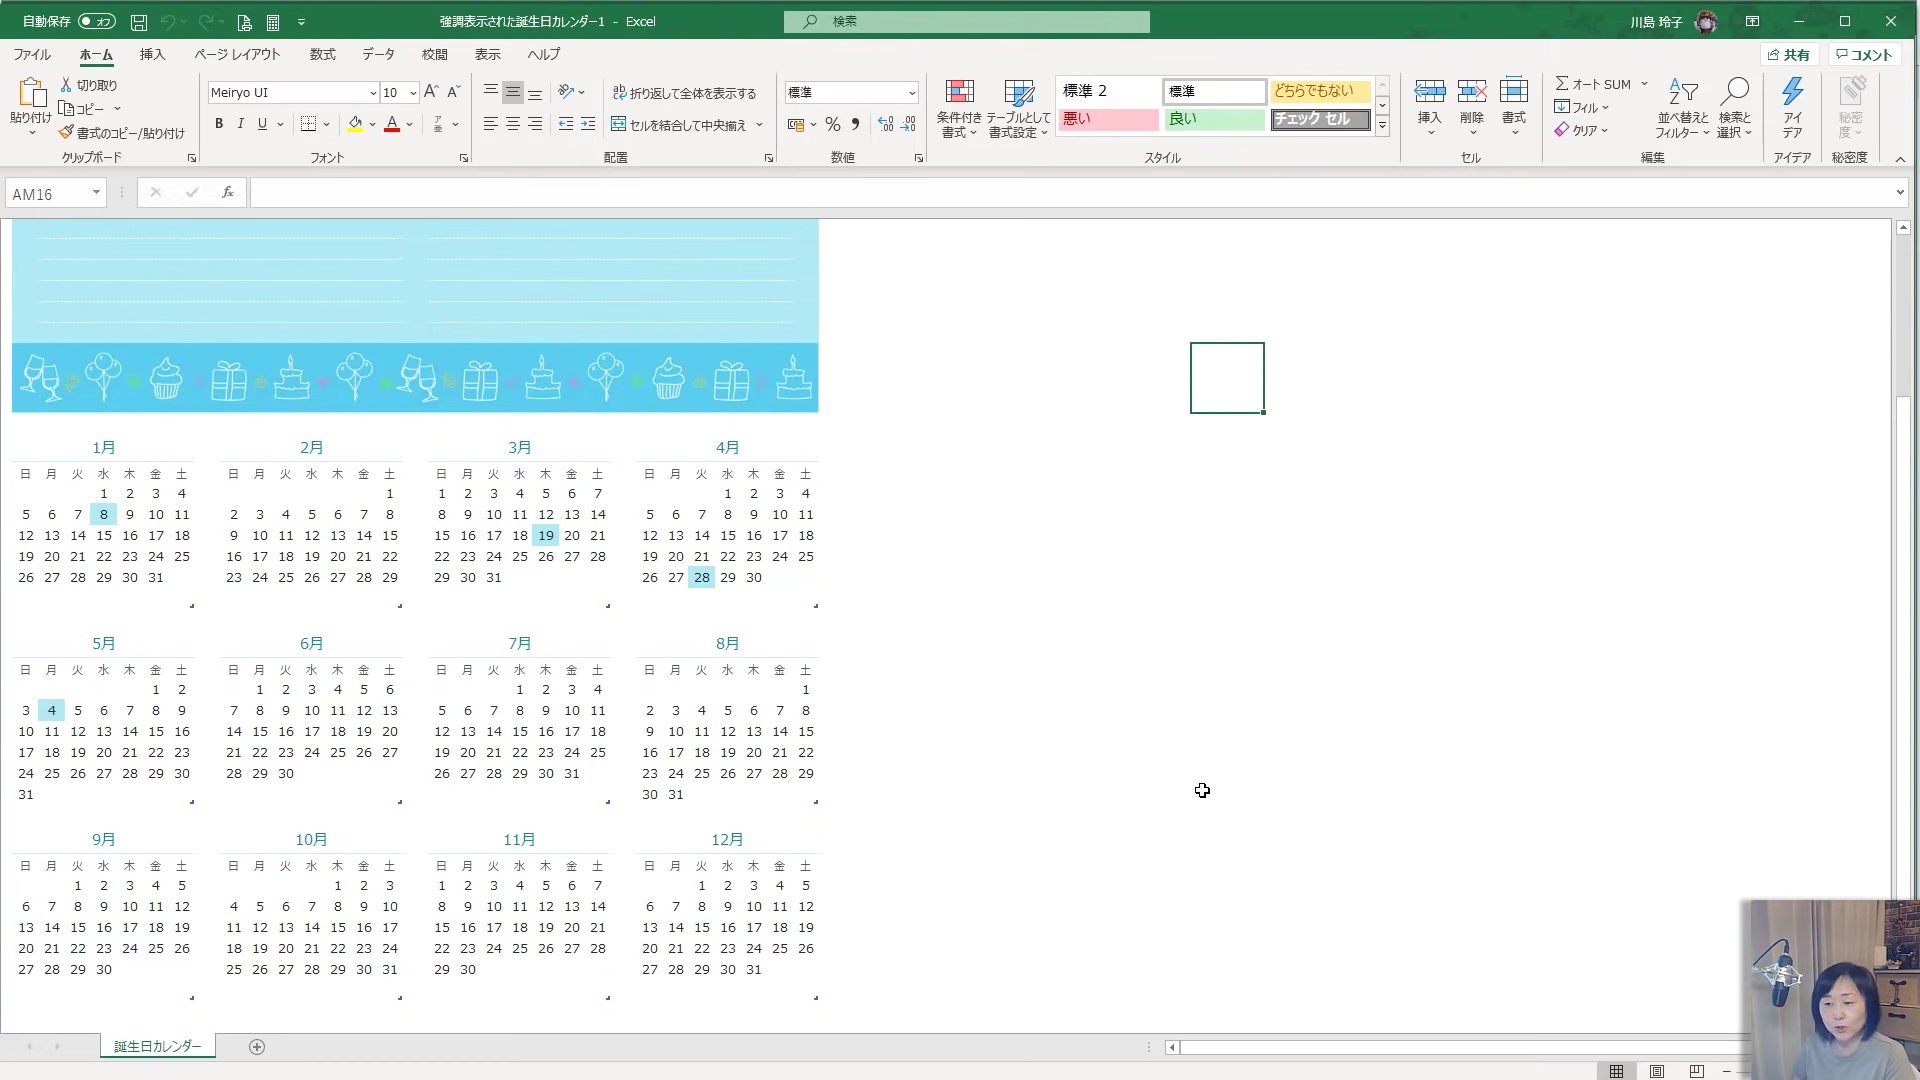 自動保存 オフ 強調表示された誕生日カレンダー1 - Excel 検索 川島 玲子
ファイル ホーム 挿入 ページ レイアウト 数式 データ 校閲 表示 ヘルプ 共有 コメント
貼り付け 切り取り コピー 書式のコピー/貼り付け
クリップボード
Meiryo UI 10
B I U
フォント
折り返して全体を表示する
セルを結合して中央揃え
配置
標準
数値
条件付き書式 テーブルとして書式設定
標準 2 標準 どちらでもない
悪い 良い チェック セル
スタイル
挿入 削除 書式
セル
オート SUM
フィル
クリア
並べ替えとフィルター 検索と選択
編集
アイデア
アイデア
秘密度
秘密度
AM16 fx
1月 2月 3月 4月
日 月 火 水 木 金 土 日 月 火 水 木 金 土 日 月 火 水 木 金 土 日 月 火 水 木 金 土
1 2 3 4 1 1 2 3 4 5 6 7 1 2 3 4
5 6 7 8 9 10 11 2 3 4 5 6 7 8 8 9 10 11 12 13 14 5 6 7 8 9 10 11
12 13 14 15 16 17 18 9 10 11 12 13 14 15 15 16 17 18 19 20 21 12 13 14 15 16 17 18
19 20 21 22 23 24 25 16 17 18 19 20 21 22 22 23 24 25 26 27 28 19 20 21 22 23 24 25
26 27 28 29 30 31 23 24 25 26 27 28 29 29 30 31 26 27 28 29 30
5月 6月 7月 8月
日 月 火 水 木 金 土 日 月 火 水 木 金 土 日 月 火 水 木 金 土 日 月 火 水 木 金 土
1 2 1 2 3 4 5 6 1 2 3 4 1
3 4 5 6 7 8 9 7 8 9 10 11 12 13 5 6 7 8 9 10 11 2 3 4 5 6 7 8
10 11 12 13 14 15 16 14 15 16 17 18 19 20 12 13 14 15 16 17 18 9 10 11 12 13 14 15
17 18 19 20 21 22 23 21 22 23 24 25 26 27 19 20 21 22 23 24 25 16 17 18 19 20 21 22
24 25 26 27 28 29 30 28 29 30 26 27 28 29 30 31 23 24 25 26 27 28 29
31 30 31
9月 10月 11月 12月
日 月 火 水 木 金 土 日 月 火 水 木 金 土 日 月 火 水 木 金 土 日 月 火 水 木 金 土
1 2 3 4 5 1 2 3 1 2 3 4 5 6 7 1 2 3 4 5
6 7 8 9 10 11 12 4 5 6 7 8 9 10 8 9 10 11 12 13 14 6 7 8 9 10 11 12
13 14 15 16 17 18 19 11 12 13 14 15 16 17 15 16 17 18 19 20 21 13 14 15 16 17 18 19
20 21 22 23 24 25 26 18 19 20 21 22 23 24 22 23 24 25 26 27 28 20 21 22 23 24 25 26
27 28 29 30 25 26 27 28 29 30 31 29 30 27 28 29 30 31
誕生日カレンダー